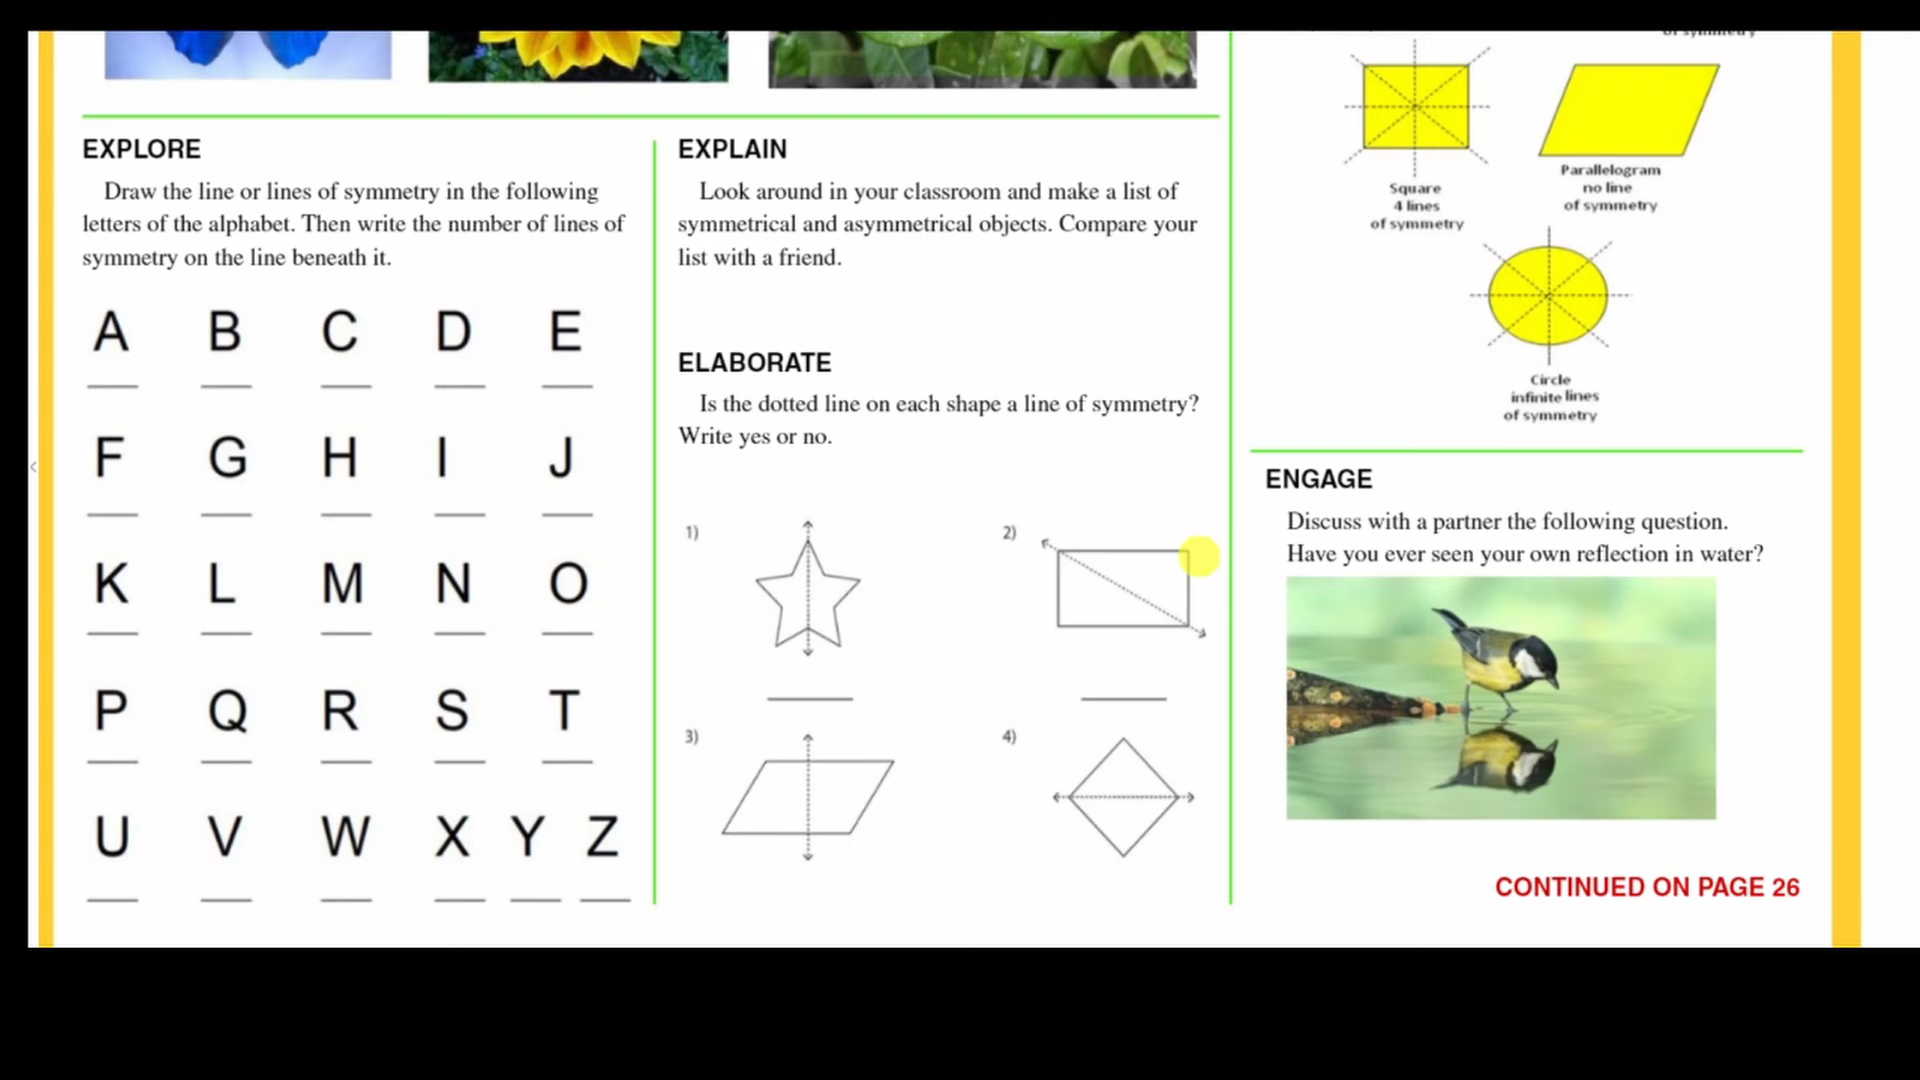 EXPLORE
Draw the line or lines of symmetry in the following
letters of the alphabet. Then write the number of lines of
symmetry on the line beneath it.
A B C D E
F G H I J
K L M N O
P Q R S T
U V W X Y Z
EXPLAIN
Look around in your classroom and make a list of
symmetrical and asymmetrical objects. Compare your
list with a friend.
ELABORATE
Is the dotted line on each shape a line of symmetry?
Write yes or no.
1)
2)
3)
4)
of symmetry
Square
4 lines
of symmetry
Parallelogram
no line
of symmetry
Circle
infinite lines
of symmetry
ENGAGE
Discuss with a partner the following question.
Have you ever seen your own reflection in water?
CONTINUED ON PAGE 26